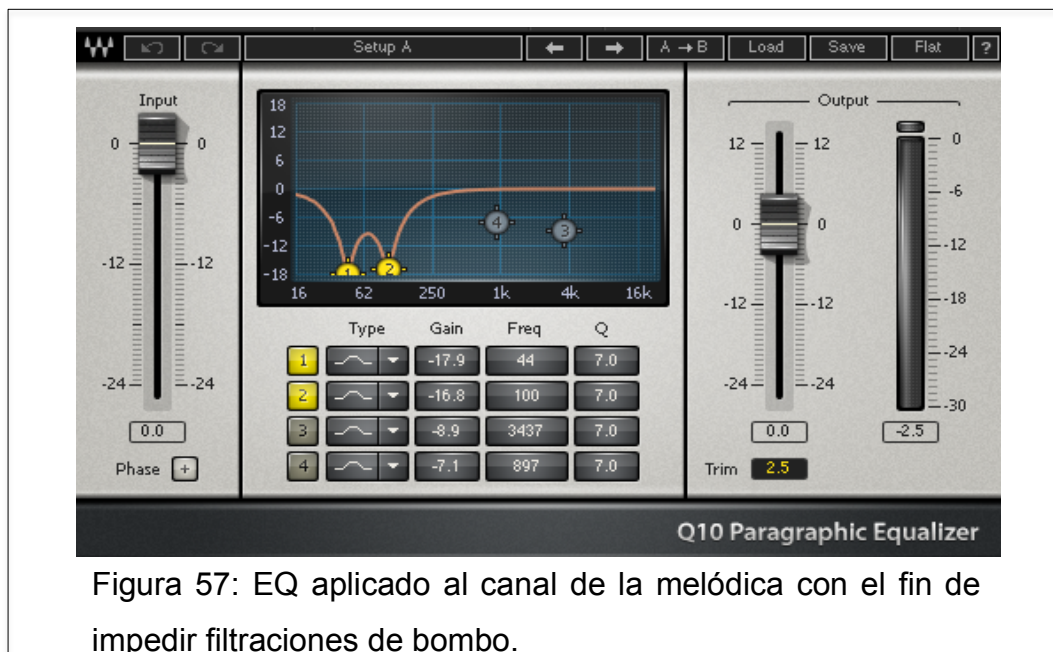 Setup A A → B Load Save Flat ?
Input Output
18
12
6
0
-6
-12
-18
16 62 250 1k 4k 16k
1 2 4 3
0 0
-12 -12
-24 -24
0.0
Phase +
Type Gain Freq Q
1 -17.9 44 7.0
2 -16.8 100 7.0
3 -8.9 3437 7.0
4 -7.1 897 7.0
12 12
0 0
-12 -12
-24 -24
0.0
0
-6
-12
-18
-24
-30
-2.5
Trim 2.5
Q10 Paragraphic Equalizer
Figura 57: EQ aplicado al canal de la melódica con el fin de
impedir filtraciones de bombo.